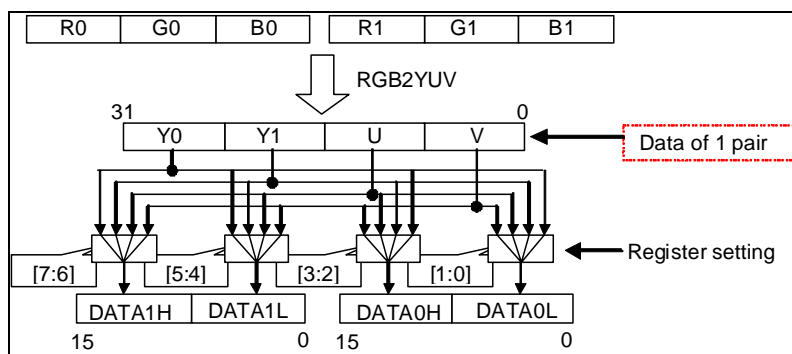 R0 G0 B0 R1 G1 B1
RGB2YUV
31 0
Y0 Y1 U V
Data of 1 pair
Register setting
[7:6] [5:4] [3:2] [1:0]
DATA1H DATA1L DATA0H DATA0L
15 0 15 0